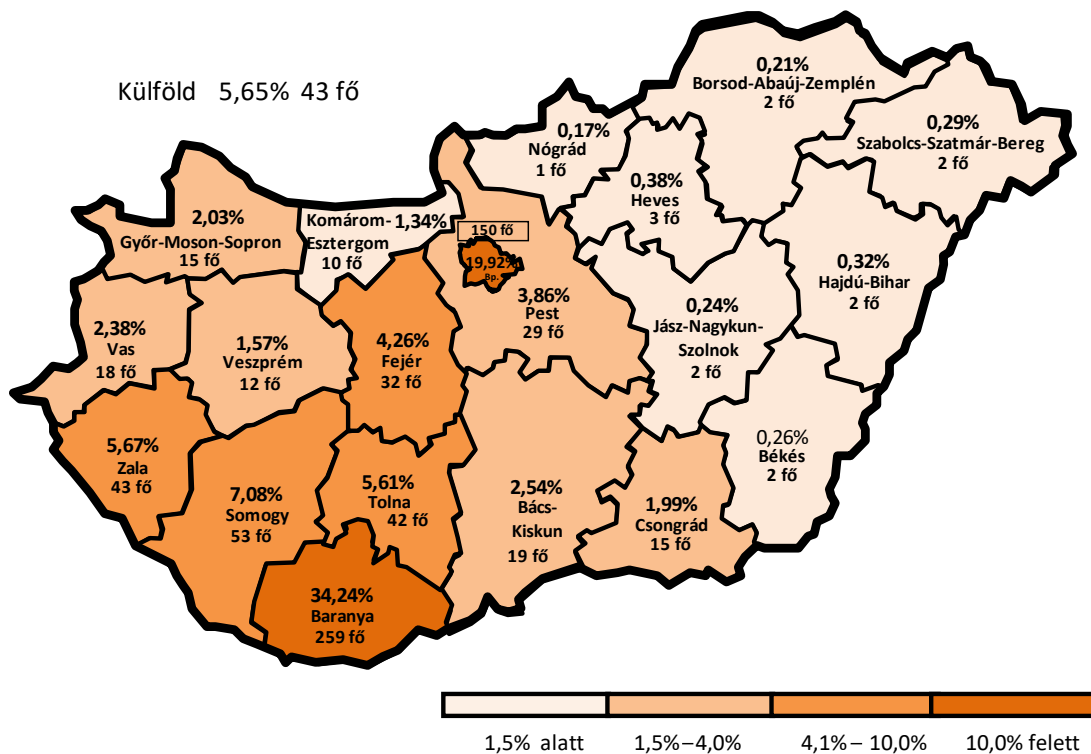 Külföld 5,65% 43 fő
0,21%
Borsod-Abaúj-Zemplén
2 fő
0,29%
Szabolcs-Szatmár-Bereg
2 fő
0,17%
Nógrád
1 fő
0,38%
Heves
3 fő
2,03%
Győr-Moson-Sopron
15 fő
Komárom- 1,34%
Esztergom
10 fő
150 fő
19,92%
Bp.
3,86%
Pest
29 fő
0,32%
Hajdú-Bihar
2 fő
0,24%
Jász-Nagykun-
Szolnok
2 fő
2,38%
Vas
18 fő
1,57%
Veszprém
12 fő
4,26%
Fejér
32 fő
0,26%
Békés
2 fő
5,67%
Zala
43 fő
7,08%
Somogy
53 fő
5,61%
Tolna
42 fő
2,54%
Bács-
Kiskun
19 fő
1,99%
Csongrád
15 fő
34,24%
Baranya
259 fő
1,5% alatt
1,5%–4,0%
4,1% – 10,0%
10,0% felett